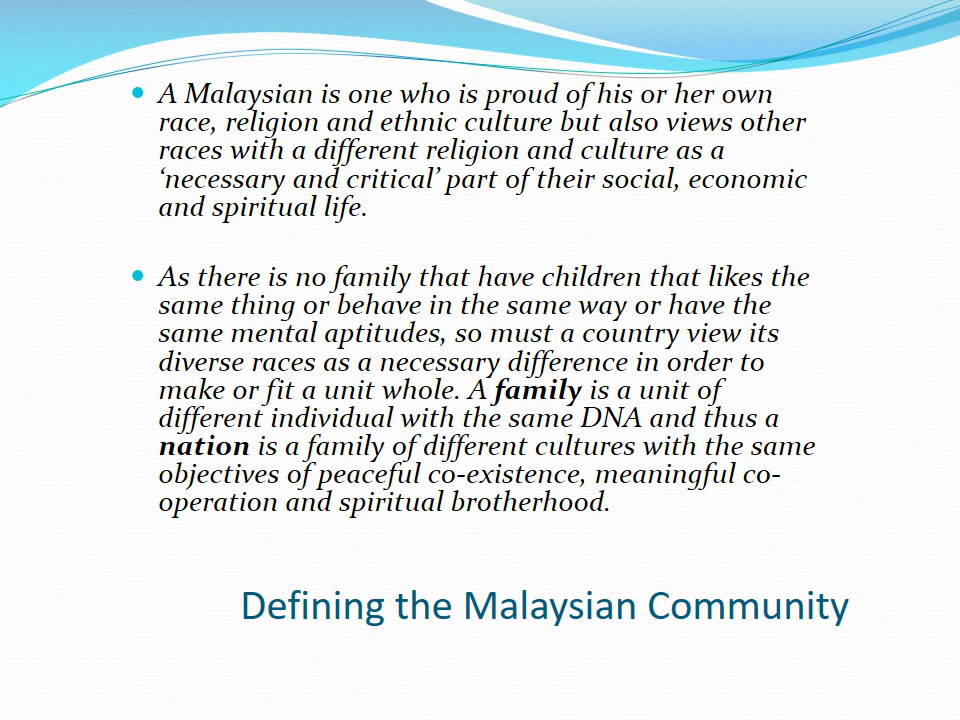 A Malaysian is one who is proud of his or her own
race, religion and ethnic culture but also views other
races with a different religion and culture as a
‘necessary and critical’ part of their social, economic
and spiritual life.
As there is no family that have children that likes the
same thing or behave in the same way or have the
same mental aptitudes, so must a country view its
diverse races as a necessary difference in order to
make or fit a unit whole. A family is a unit of
different individual with the same DNA and thus a
nation is a family of different cultures with the same
objectives of peaceful co-existence, meaningful co-
operation and spiritual brotherhood.
Defining the Malaysian Community